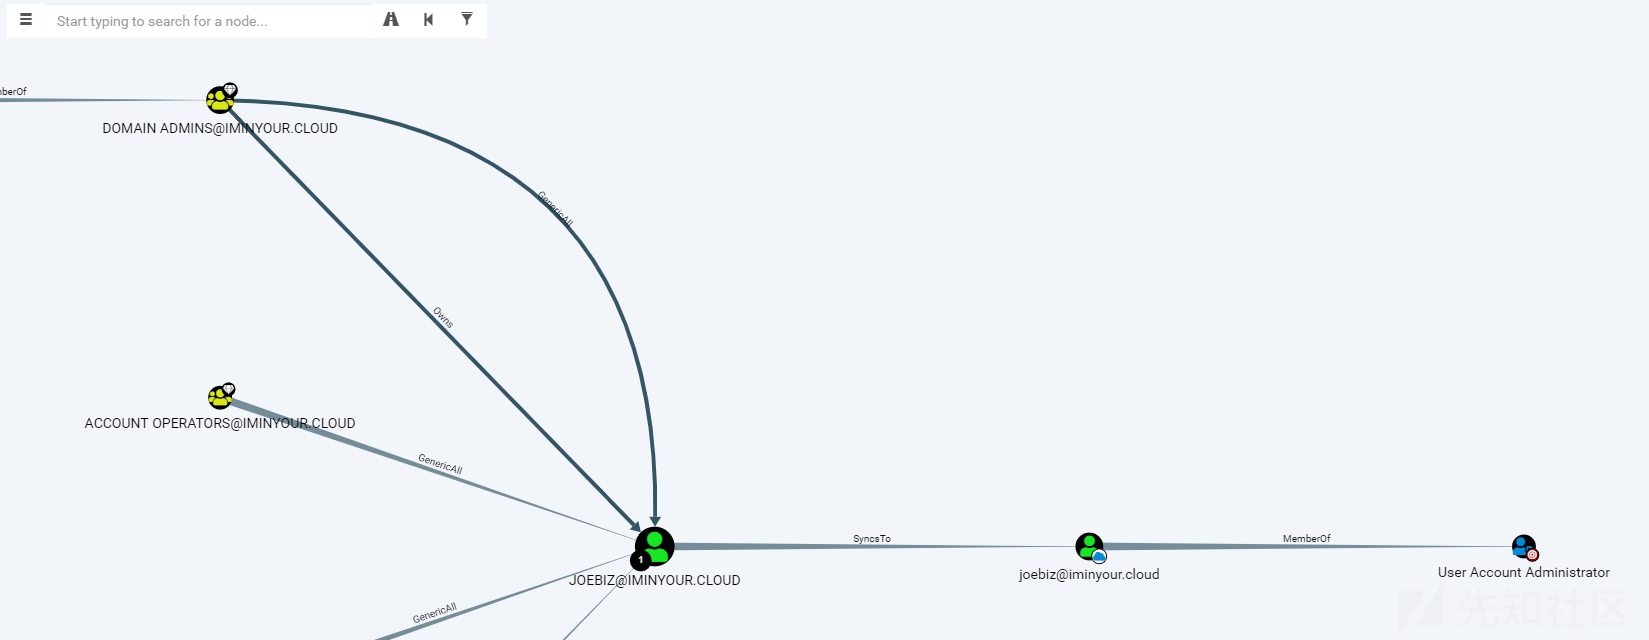 Start typing to search for a node...
berOf
DOMAIN ADMINS@IMINYOUR.CLOUD
GenericAll
Owns
ACCOUNT OPERATORS@IMINYOUR.CLOUD
GenericAll
1
SyncsTo
MemberOf
JOEBIZ@IMINYOUR.CLOUD
joebiz@iminyour.cloud
User Account Administrator
GenericAll
先知社区